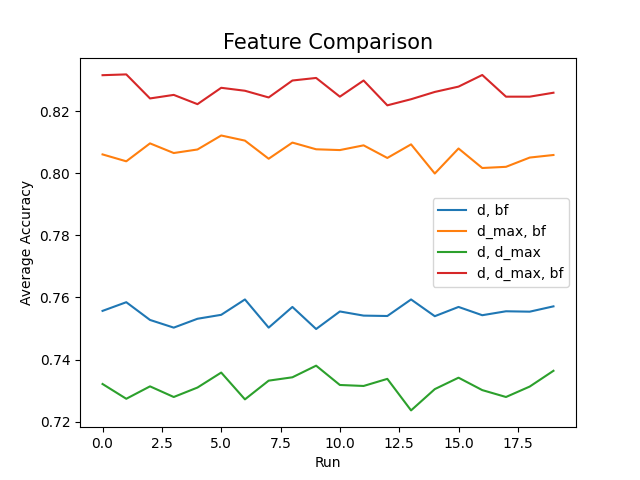 Feature Comparison
Average Accuracy
0.82
0.80
0.78
0.76
0.74
0.72
d, bf
d_max, bf
d, d_max
d, d_max, bf
0.0 2.5 5.0 7.5 10.0 12.5 15.0 17.5
Run